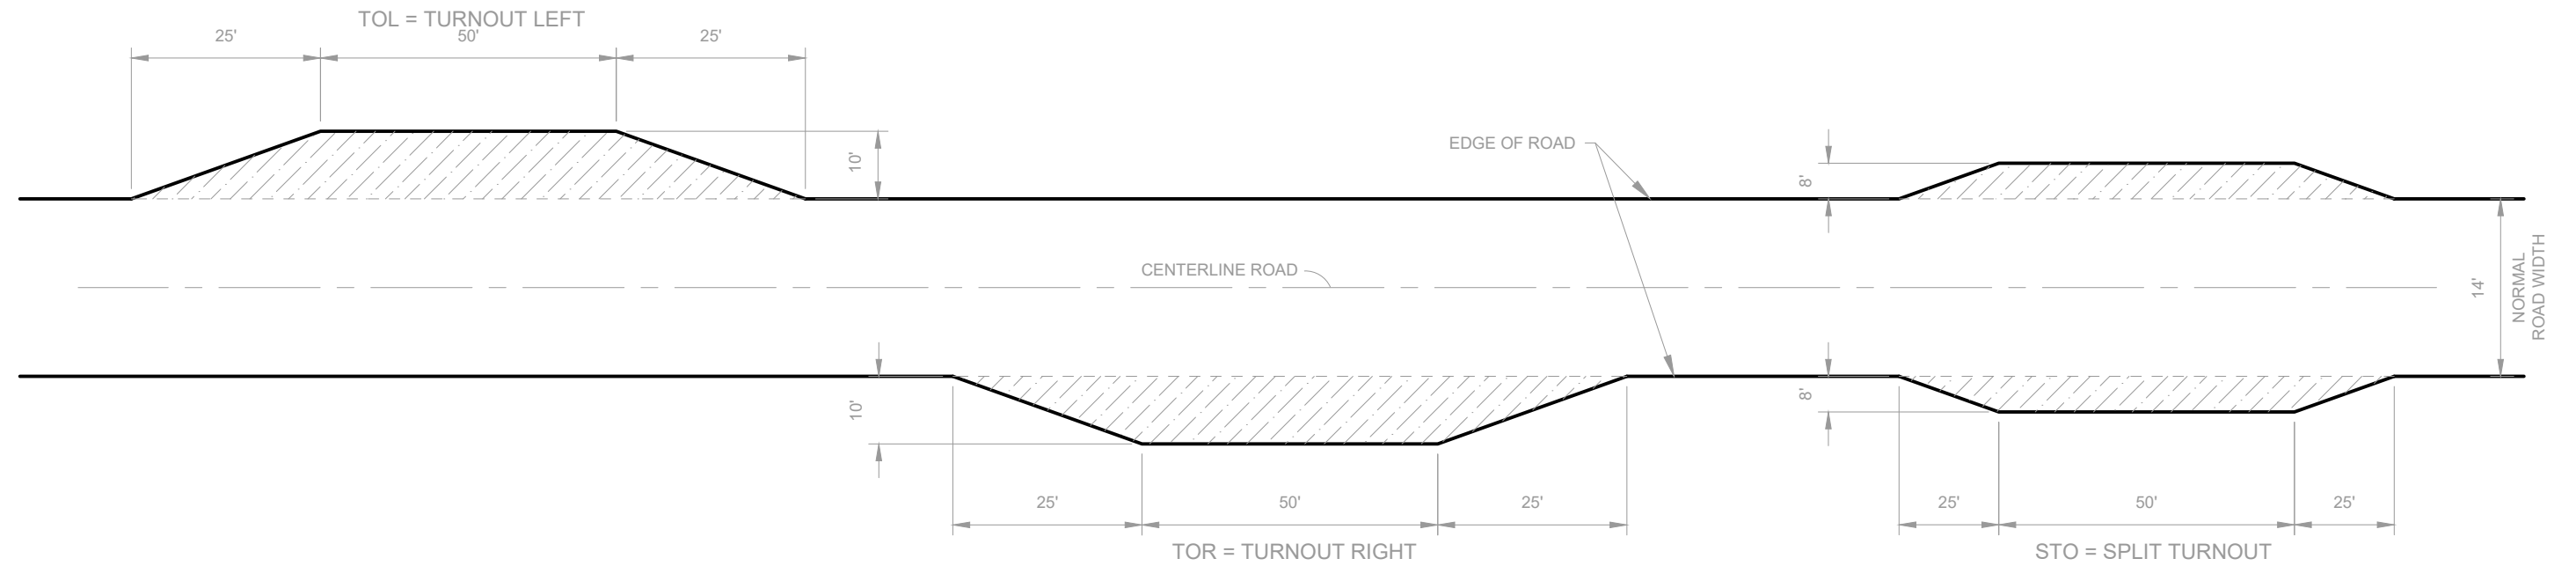 TOL = TURNOUT LEFT
25'
50'
25'
10'
EDGE OF ROAD
8'
CENTERLINE ROAD
14'
NORMAL
ROAD WIDTH
10'
8'
25'
50'
25'
25'
50'
25'
TOR = TURNOUT RIGHT
STO = SPLIT TURNOUT